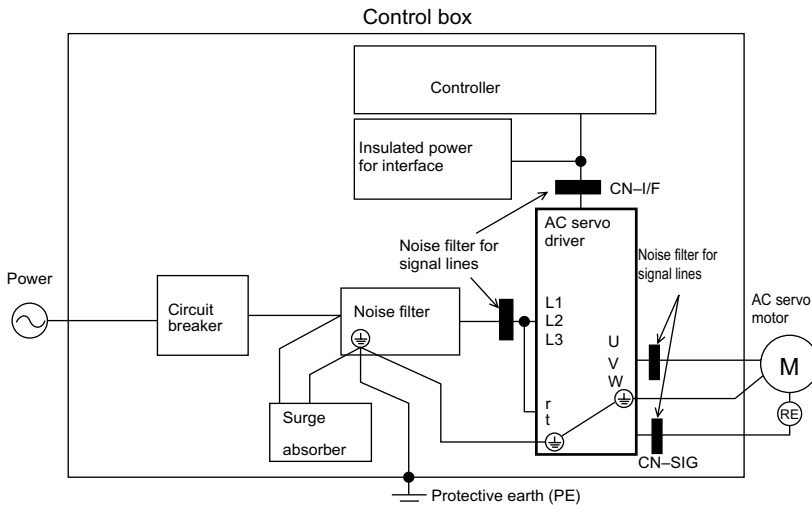 Control box
Controller
Insulated power
for interface
CN–I/F
AC servo
driver
Noise filter for
signal lines
Noise filter for
signal lines
Power
Circuit
breaker
Noise filter
L1
L2
L3
U
V
W
AC servo
motor
M
RE
r
t
Surge
absorber
CN–SIG
Protective earth (PE)